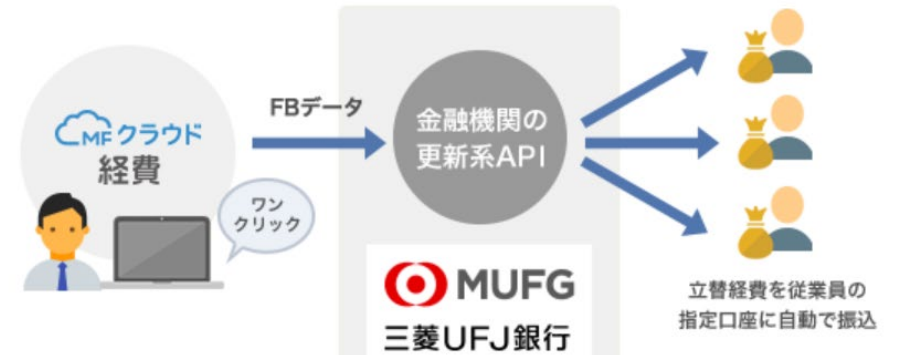 MFクラウド
経費
ワン
クリック
FBデータ
金融機関の
更新系API
MUFG
三菱UFJ銀行
立替経費を従業員の
指定口座に自動で振込